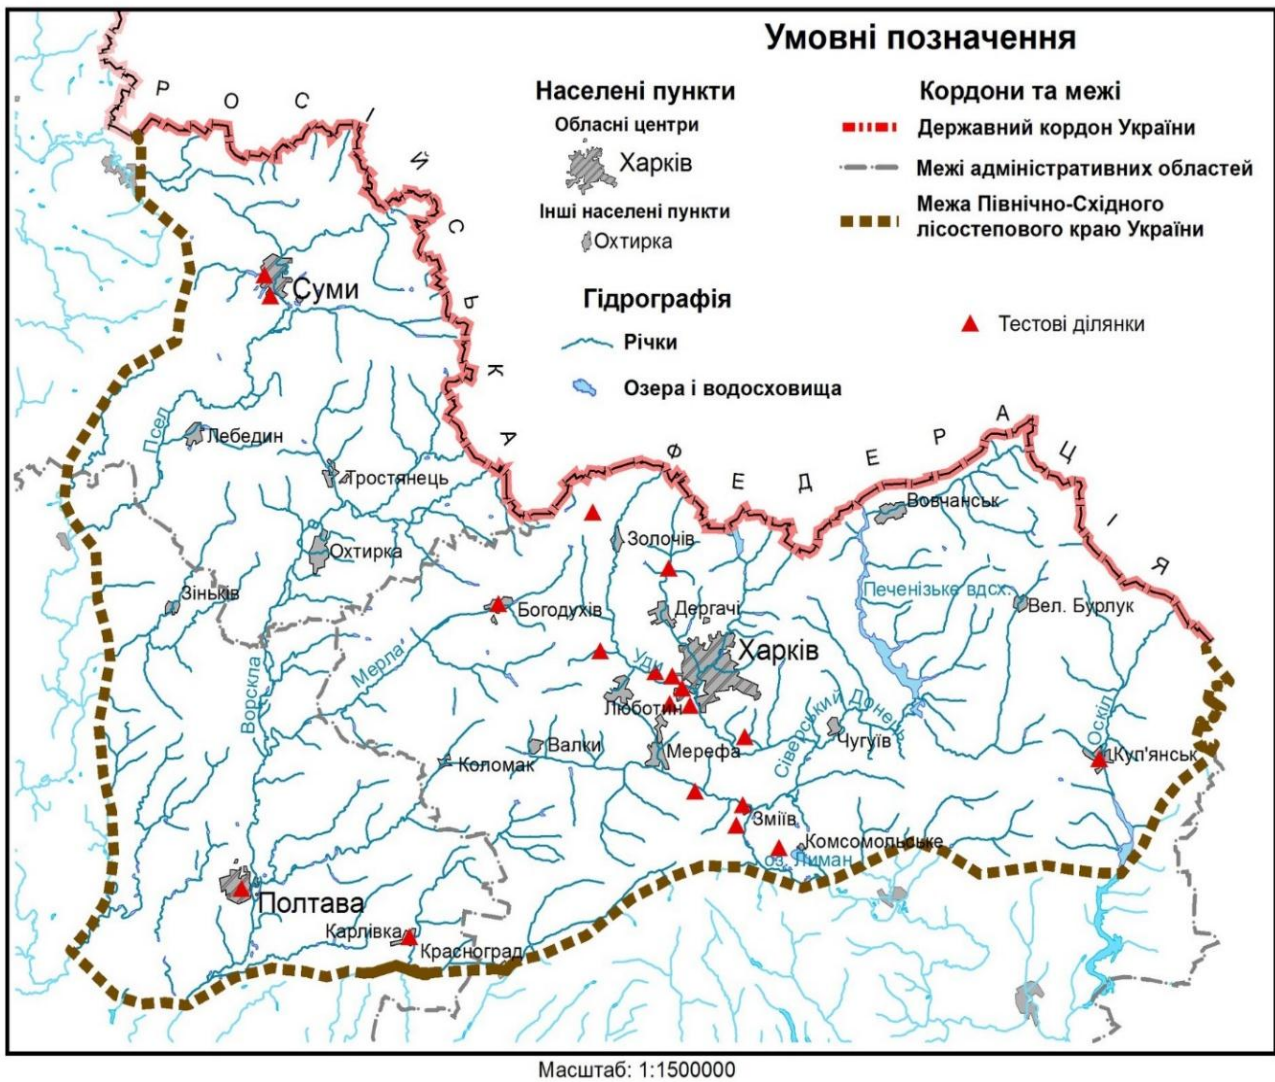 Умовні позначення
Населені пункти
Обласні центри
Харків
Інші населені пункти
Охтирка
Гідрографія
Річки
Озера і водосховища
Кордони та межі
Державний кордон України
Межі адміністративних областей
Межа Північно-Східного
лісостепового краю України
Тестові ділянки
РОСІЙСЬКА ФЕДЕРАЦІЯ
Суми
Псел
Лебедин
Тростянець
Вовчанськ
Золочів
Охтирка
Зіньків
Печенізьке вдсх.
Богодухів
Дергачі
Вел. Бурлук
Харків
Уди
Мерла
Ворскла
Люботин
Сіверський Донець
Оскіл
Чугуїв
Валки
Мерефа
Куп'янськ
Коломак
Зміїв
Комсомольське
оз. Лиман
Полтава
Карлівка
Красноград
Масштаб: 1:1500000